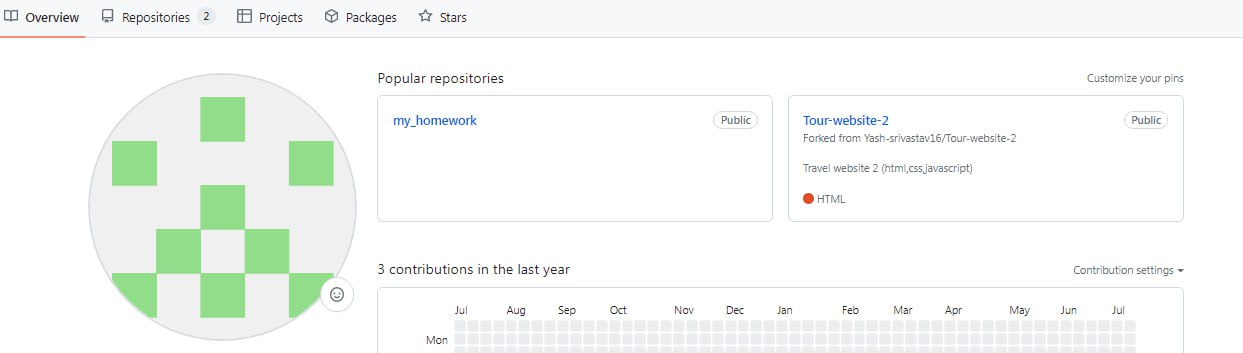 Overview Repositories 2 Projects Packages Stars
Popular repositories Customize your pins
my_homework Public
Tour-website-2 Public
Forked from Yash-srivastav16/Tour-website-2
Travel website 2 (html,css,javascript)
HTML
3 contributions in the last year Contribution settings
Jul Aug Sep Oct Nov Dec Jan Feb Mar Apr May Jun Jul
Mon